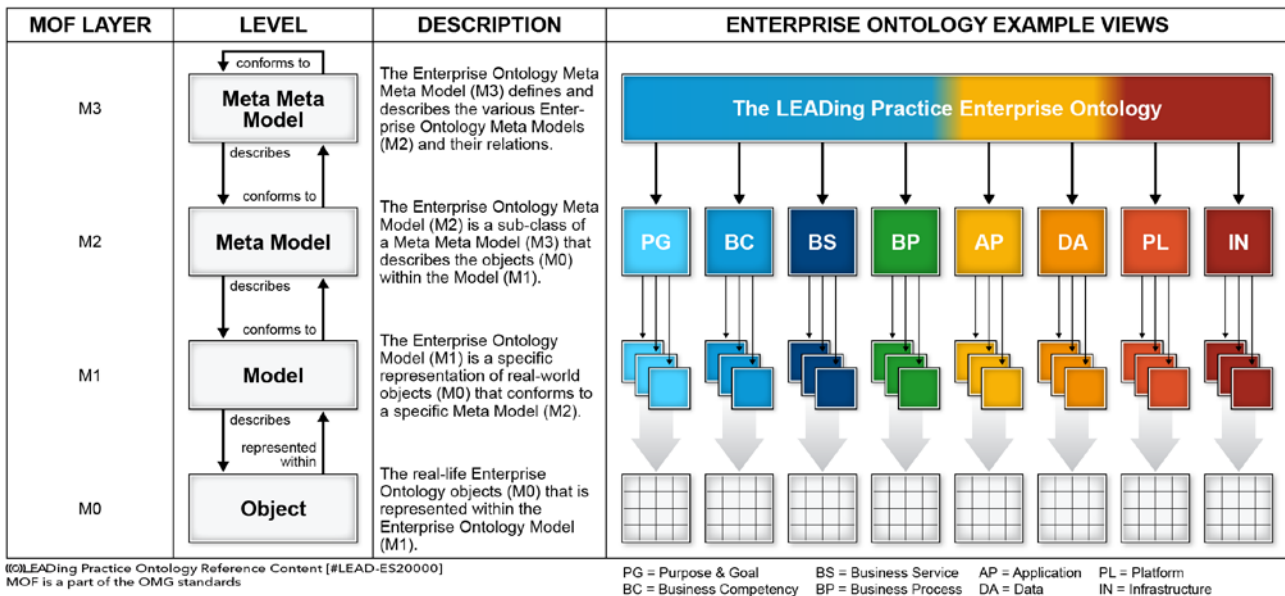 MOF LAYER
LEVEL
DESCRIPTION
ENTERPRISE ONTOLOGY EXAMPLE VIEWS
M3
conforms to
Meta Meta
Model
The Enterprise Ontology Meta
Meta Model (M3) defines and
describes the various Enter-
prise Ontology Meta Models
(M2) and their relations.
The LEADing Practice Enterprise Ontology
describes
conforms to
M2
Meta Model
The Enterprise Ontology Meta
Model (M2) is a sub-class of
a Meta Meta Model (M3) that
describes the objects (M0)
within the Model (M1).
PG
BC
BS
BP
AP
DA
PL
IN
describes
conforms to
M1
Model
The Enterprise Ontology
Model (M1) is a specific
representation of real-world
objects (M0) that conforms to
a specific Meta Model (M2).
describes
represented
within
M0
Object
The real-life Enterprise
Ontology objects (M0) that is
represented within the
Enterprise Ontology Model
(M1).
((©)LEADing Practice Ontology Reference Content [#LEAD-ES20000]
MOF is a part of the OMG standards
PG = Purpose & Goal
BC = Business Competency
BS = Business Service
BP = Business Process
AP = Application
DA = Data
PL = Platform
IN = Infrastructure